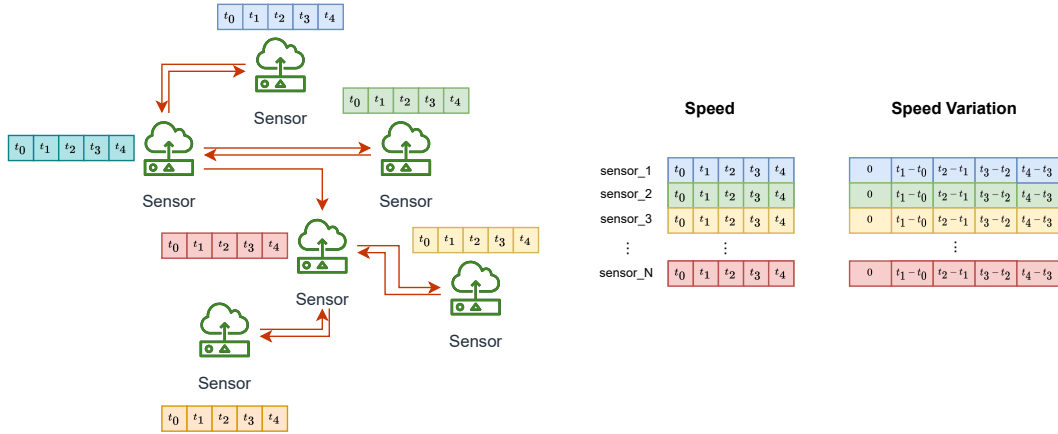 t₀ t₁ t₂ t₃ t₄
Sensor
t₀ t₁ t₂ t₃ t₄
t₀ t₁ t₂ t₃ t₄
Sensor
Sensor
t₀ t₁ t₂ t₃ t₄
Sensor
t₀ t₁ t₂ t₃ t₄
Sensor
Sensor
t₀ t₁ t₂ t₃ t₄
Speed
sensor_1 t₀ t₁ t₂ t₃ t₄
sensor_2 t₀ t₁ t₂ t₃ t₄
sensor_3 t₀ t₁ t₂ t₃ t₄
⋮ ⋮
sensor_N t₀ t₁ t₂ t₃ t₄
Speed Variation
0 t₁−t₀ t₂−t₁ t₃−t₂ t₄−t₃
0 t₁−t₀ t₂−t₁ t₃−t₂ t₄−t₃
0 t₁−t₀ t₂−t₁ t₃−t₂ t₄−t₃
⋮
0 t₁−t₀ t₂−t₁ t₃−t₂ t₄−t₃